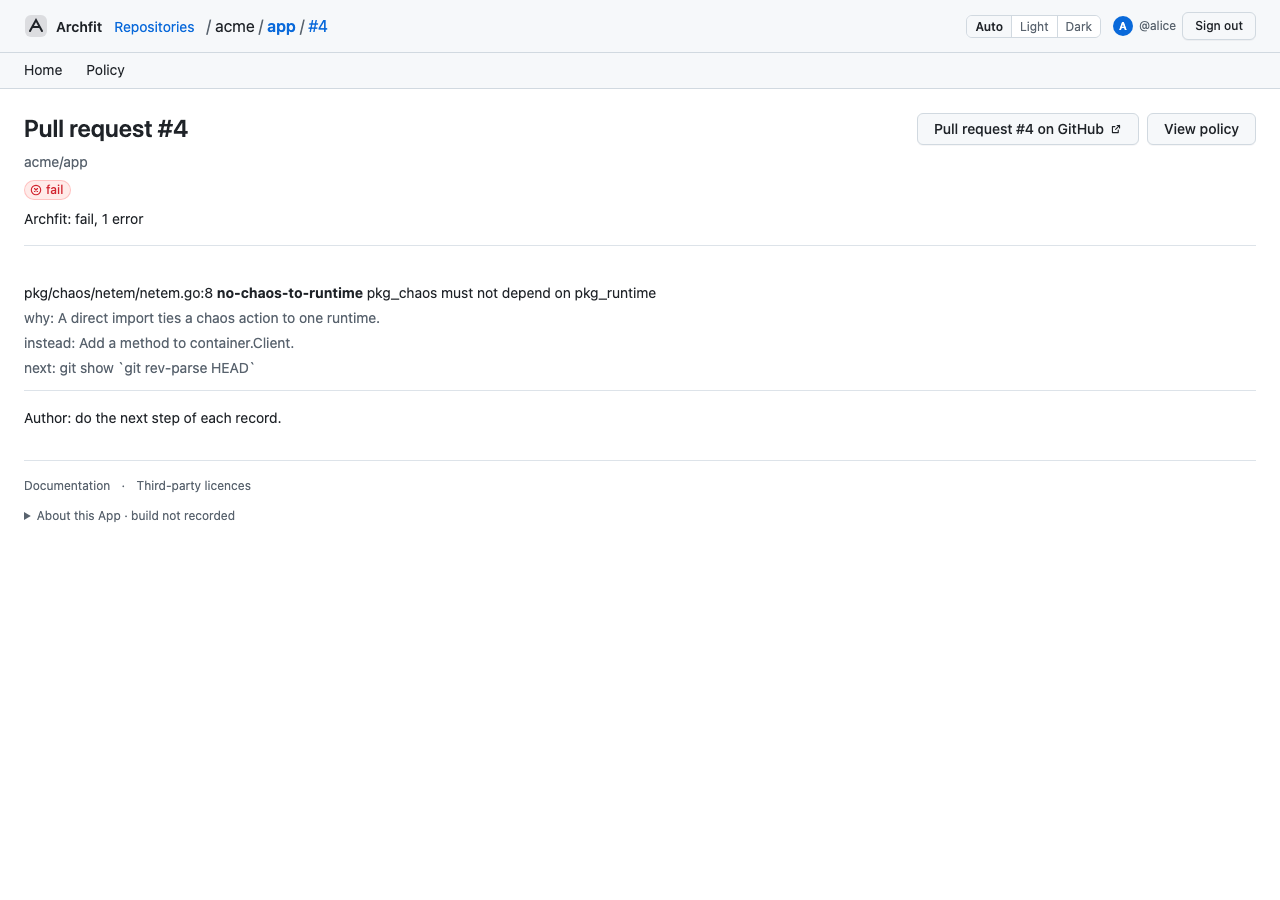 Archfit Repositories / acme / app / #4 Auto Light Dark A @alice Sign out
Home Policy
Pull request #4 Pull request #4 on GitHub View policy
acme/app
fail
Archfit: fail, 1 error
pkg/chaos/netem/netem.go:8 no-chaos-to-runtime pkg_chaos must not depend on pkg_runtime
why: A direct import ties a chaos action to one runtime.
instead: Add a method to container.Client.
next: git show `git rev-parse HEAD`
Author: do the next step of each record.
Documentation · Third-party licences
About this App · build not recorded